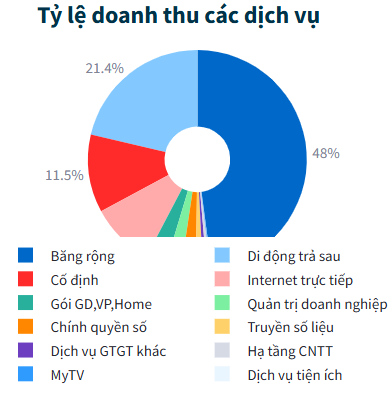 Tỷ lệ doanh thu các dịch vụ
21.4%
48%
11.5%
Băng rộng
Di động trả sau
Cố định
Internet trực tiếp
Gói GD,VP,Home
Quản trị doanh nghiệp
Chính quyền số
Truyền số liệu
Dịch vụ GTGT khác
Hạ tầng CNTT
MyTV
Dịch vụ tiện ích